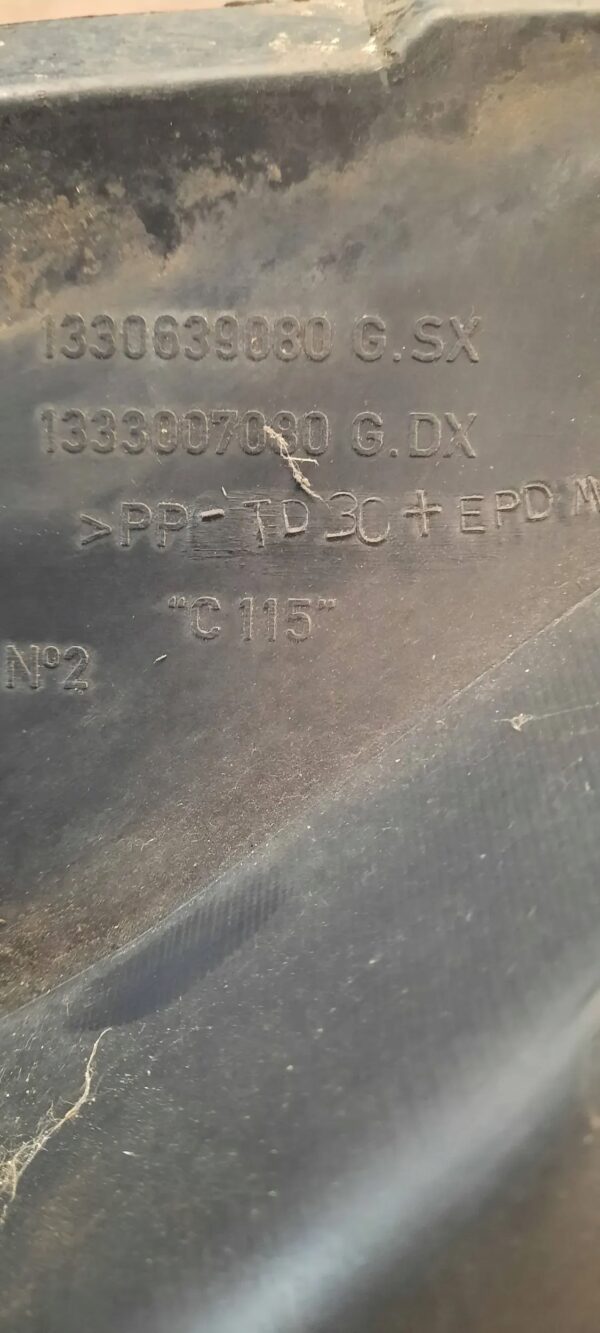 1330639080 G.SX
1333007080 G.DX
>PP-TD30+EPDM
"C 115"
Nº2